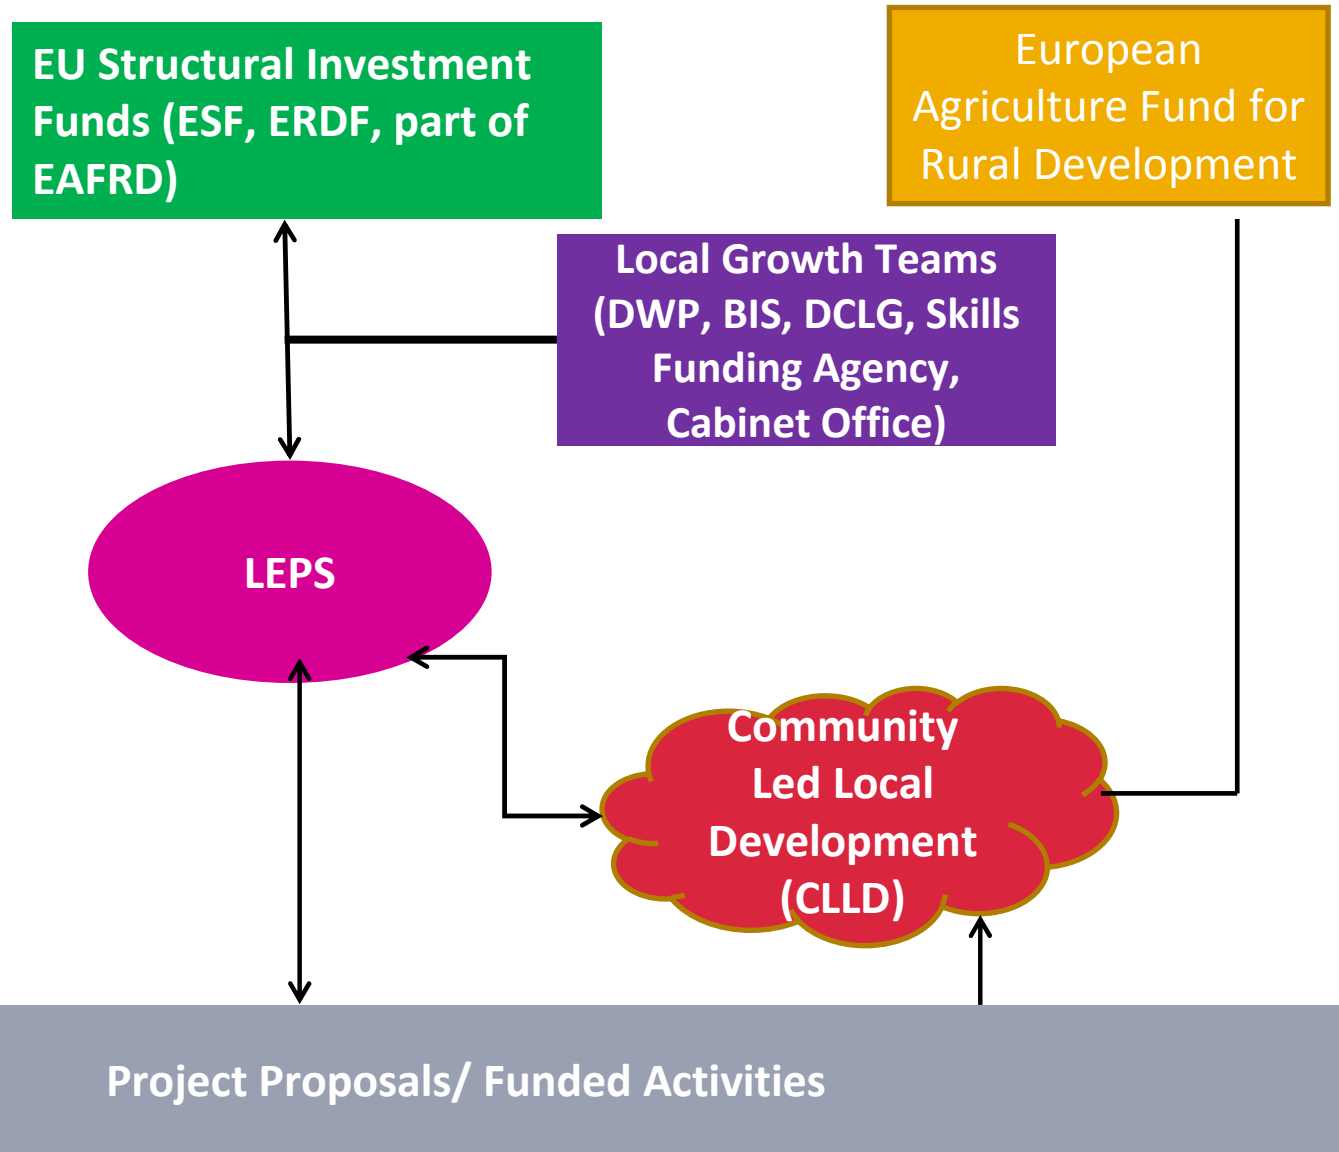 EU Structural Investment
Funds (ESF, ERDF, part of
EAFRD)
European
Agriculture Fund for
Rural Development
Local Growth Teams
(DWP, BIS, DCLG, Skills
Funding Agency,
Cabinet Office)
LEPS
Community
Led Local
Development
(CLLD)
Project Proposals/ Funded Activities